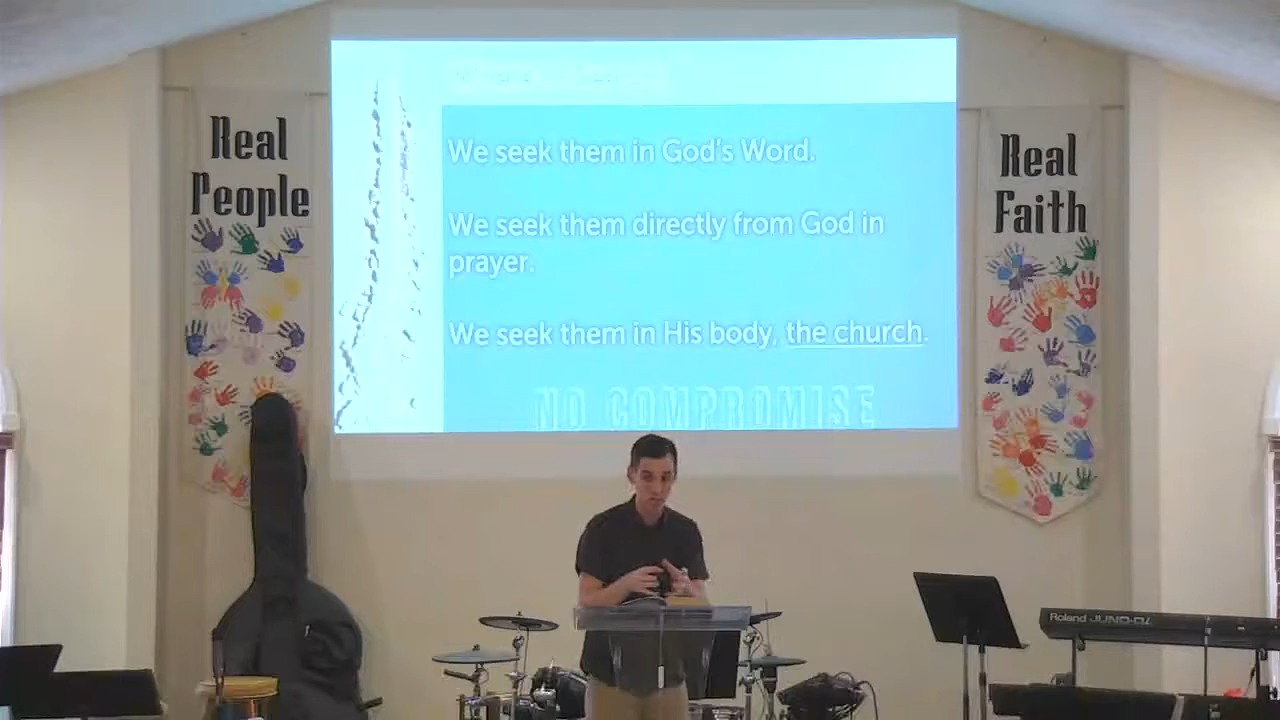 Real
People
We seek them in God's Word.
We seek them directly from God in
prayer.
We seek them in His body, the church.
NO COMPROMISE
Real
Faith
Roland JUNO-Di